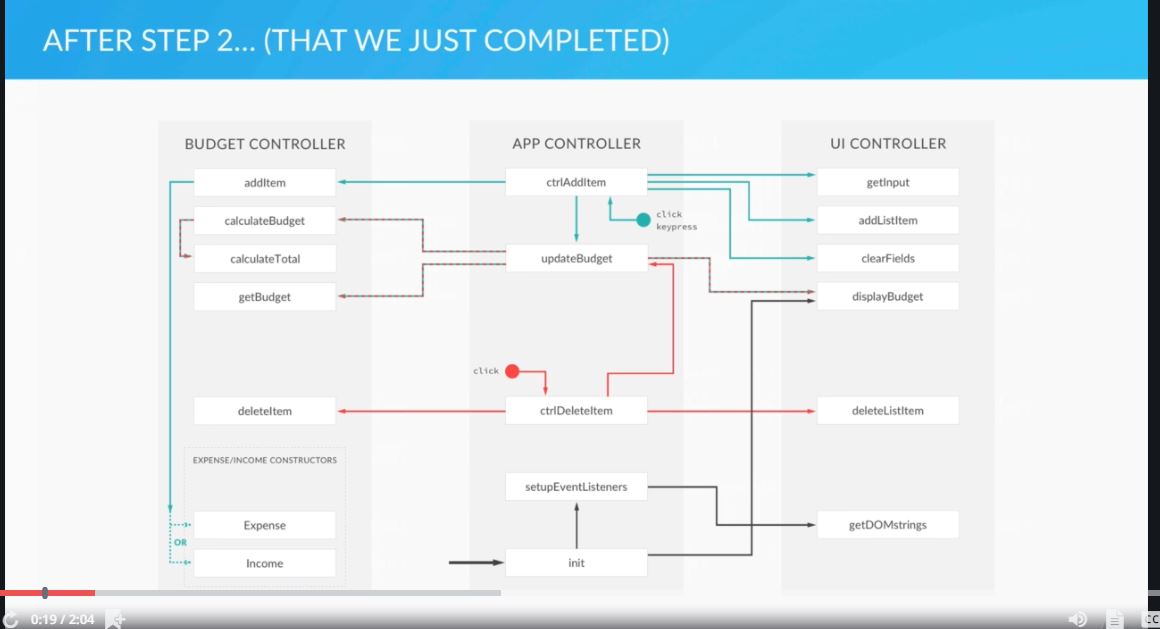 AFTER STEP 2... (THAT WE JUST COMPLETED)
BUDGET CONTROLLER
APP CONTROLLER
UI CONTROLLER
addItem
ctrlAddItem
getInput
calculateBudget
click
keypress
addListItem
calculateTotal
updateBudget
clearFields
getBudget
displayBudget
click
deleteItem
ctrlDeleteItem
deleteListItem
EXPENSE/INCOME CONSTRUCTORS
setupEventListeners
Expense
getDOMstrings
OR
Income
init
0:19 / 2:04
CC